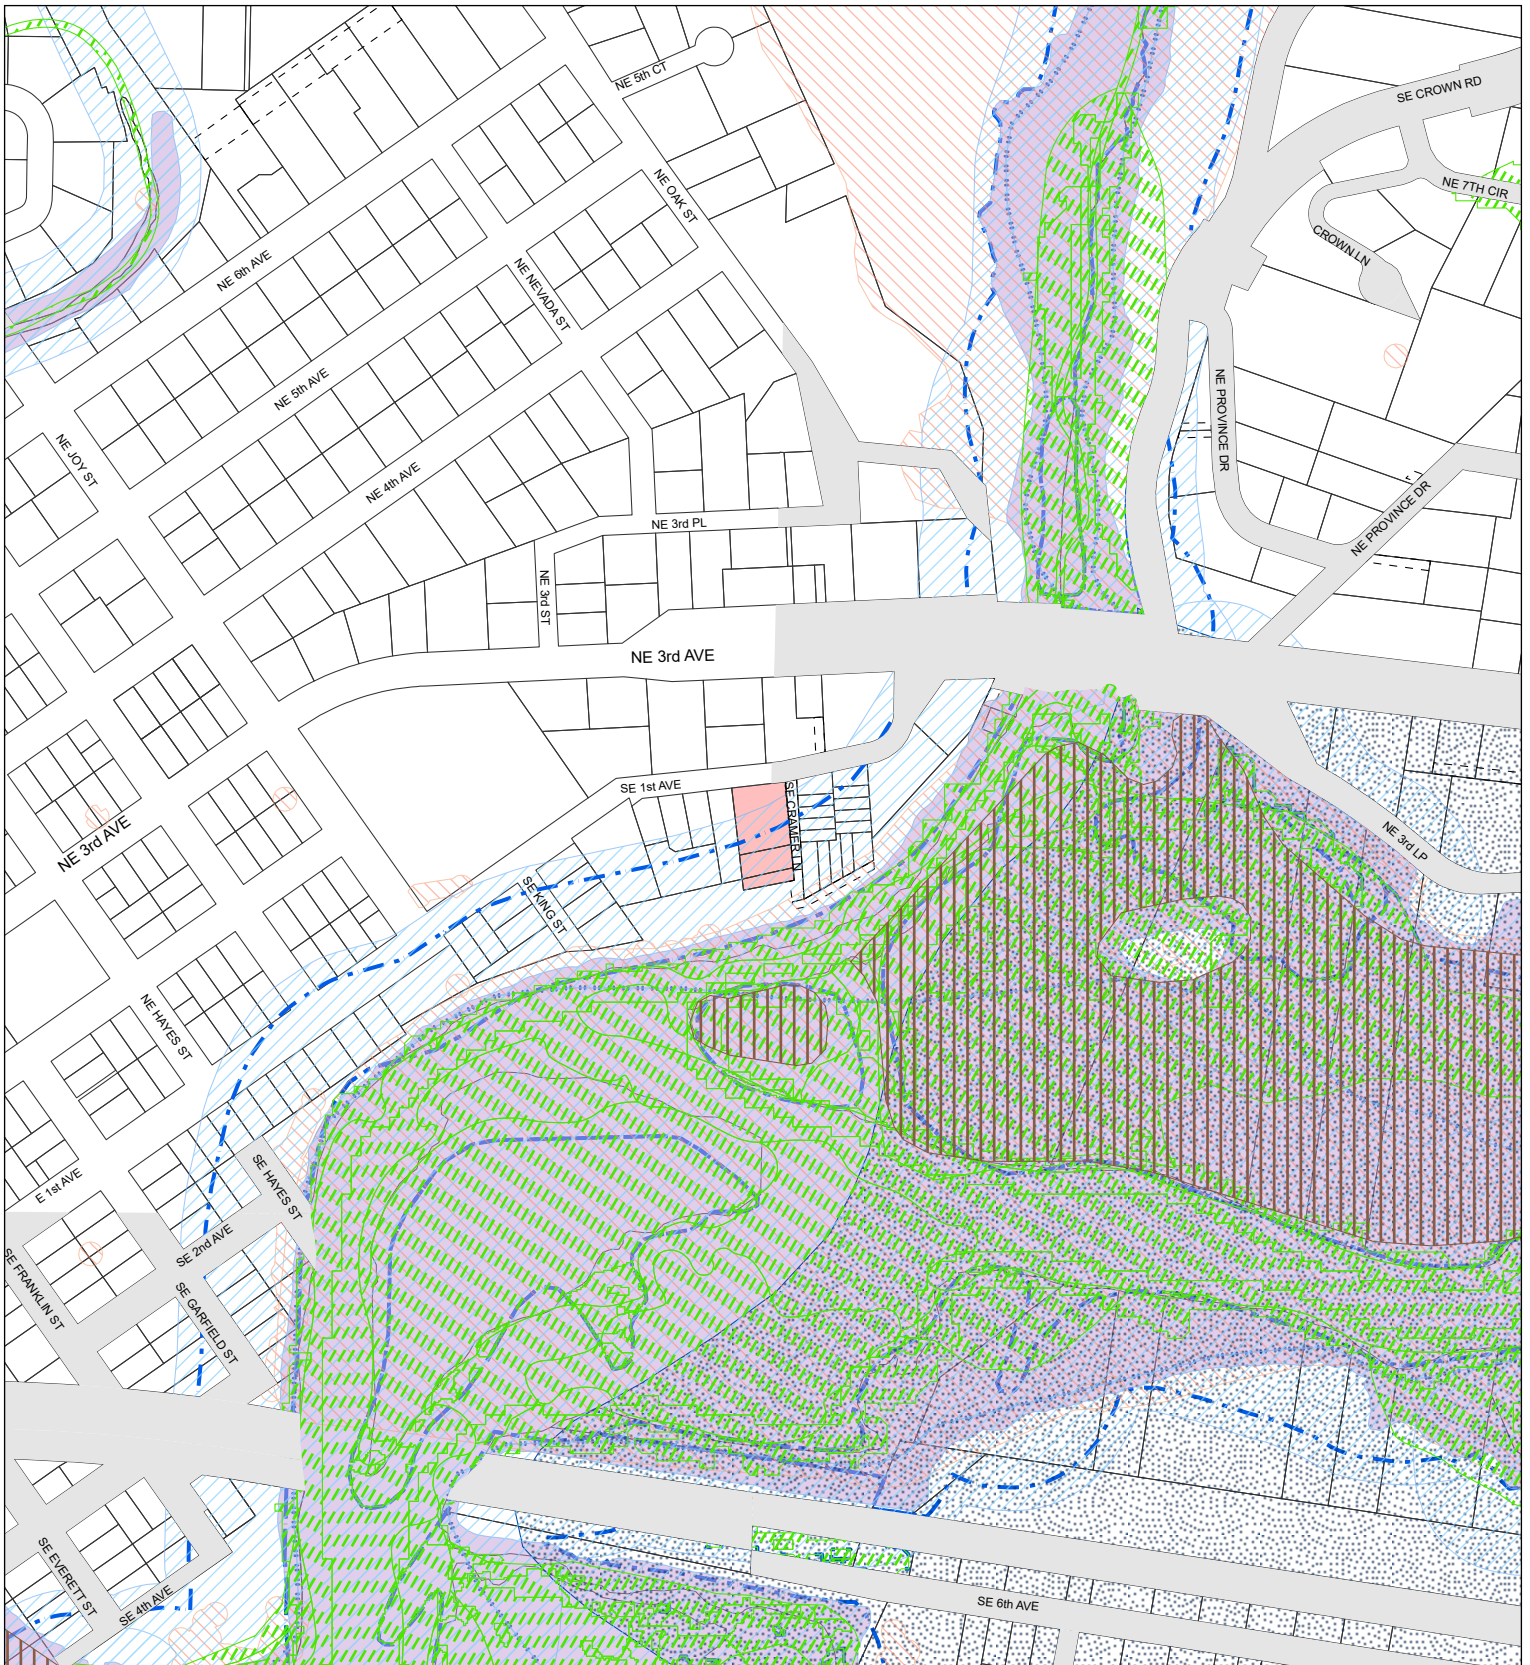 NE 5th CT
SE CROWN RD
NE 7TH CIR
NE OAK ST
CROWN LN
NE 6th AVE
NE NEVADA ST
NE 5th AVE
NE PROVINCE DR
NE JOY ST
NE 4th AVE
NE PROVINCE DR
NE 3rd PL
NE 3rd ST
NE 3rd AVE
SE 1st AVE
SE CRAMER LN
NE 3rd AVE
NE 3rd LP
SE KING ST
NE HAYES ST
E 1st AVE
SE HAYES ST
SE 2nd AVE
SE FRANKLIN ST
SE GARFIELD ST
SE EVERETT ST
SE 4th AVE
SE 6th AVE